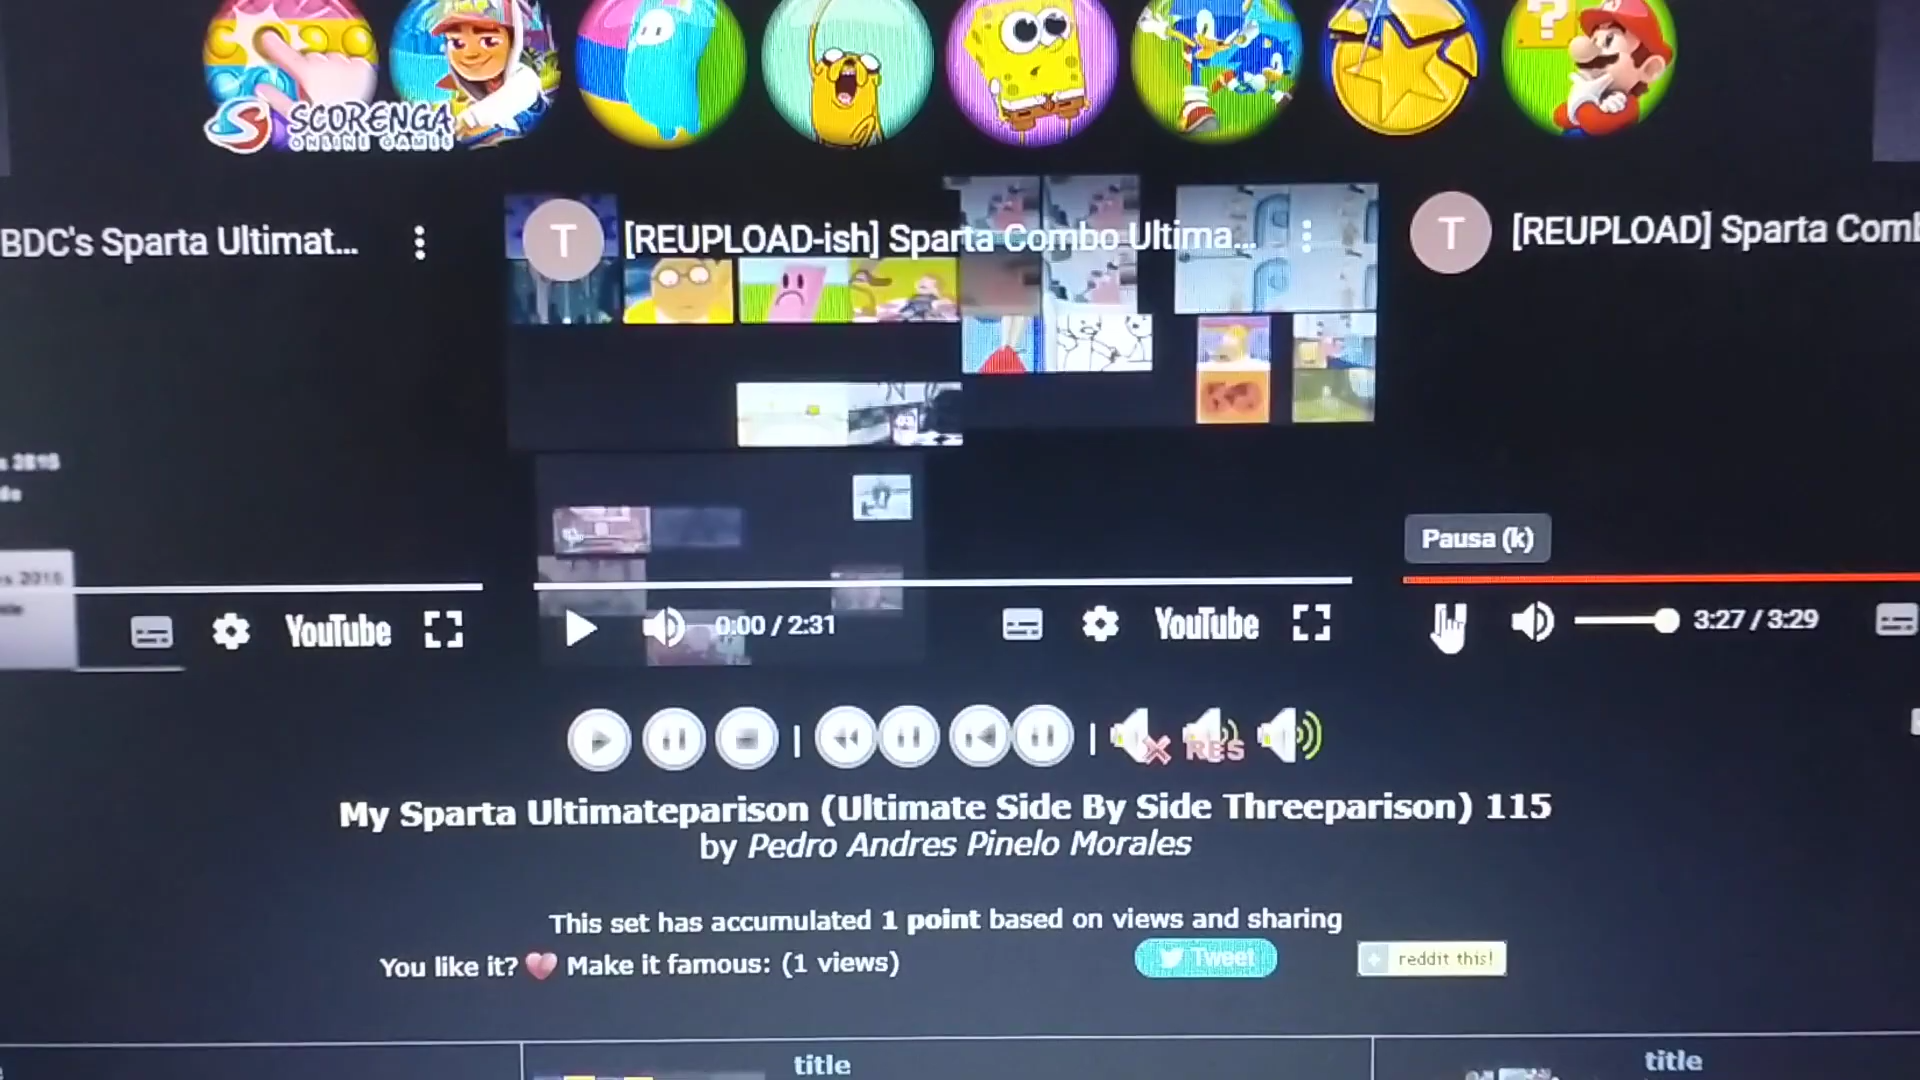 SCORENGA
ONLINE GAMES
BDC's Sparta Ultimat...
T
[REUPLOAD-ish] Sparta Combo Ultima...
T
[REUPLOAD] Sparta Comb
2015
Pausa (k)
2015
YouTube
0:00 / 2:31
YouTube
3:27 / 3:29
RES
My Sparta Ultimateparison (Ultimate Side By Side Threeparison) 115
by Pedro Andres Pinelo Morales
This set has accumulated 1 point based on views and sharing
You like it? Make it famous: (1 views)
Tweet
+ reddit this!
title
title